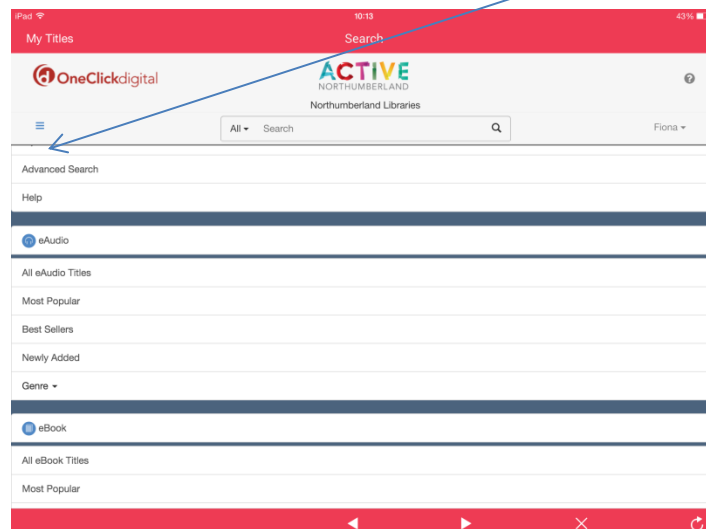 iPad 10:13 43%
My Titles Search
OneClickdigital
ACTIVE
NORTHUMBERLAND
Northumberland Libraries
All Search Fiona
Advanced Search
Help
eAudio
All eAudio Titles
Most Popular
Best Sellers
Newly Added
Genre
eBook
All eBook Titles
Most Popular